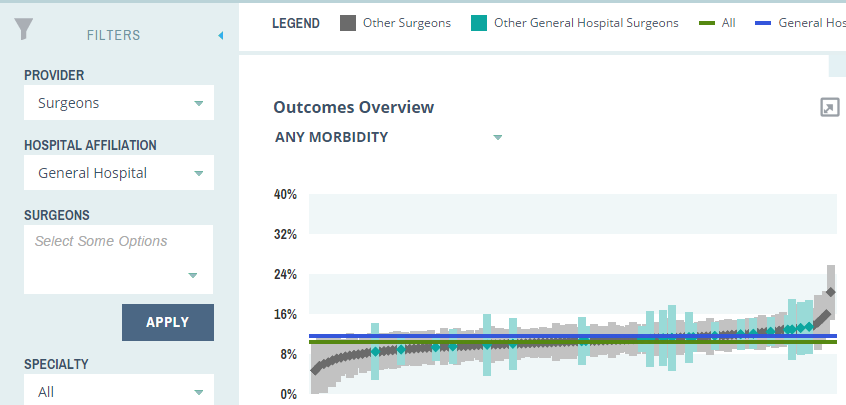 FILTERS
PROVIDER
Surgeons
HOSPITAL AFFILIATION
General Hospital
SURGEONS
Select Some Options
APPLY
SPECIALTY
All
LEGEND Other Surgeons Other General Hospital Surgeons All General Hos
Outcomes Overview
ANY MORBIDITY
40%
32%
24%
16%
8%
0%